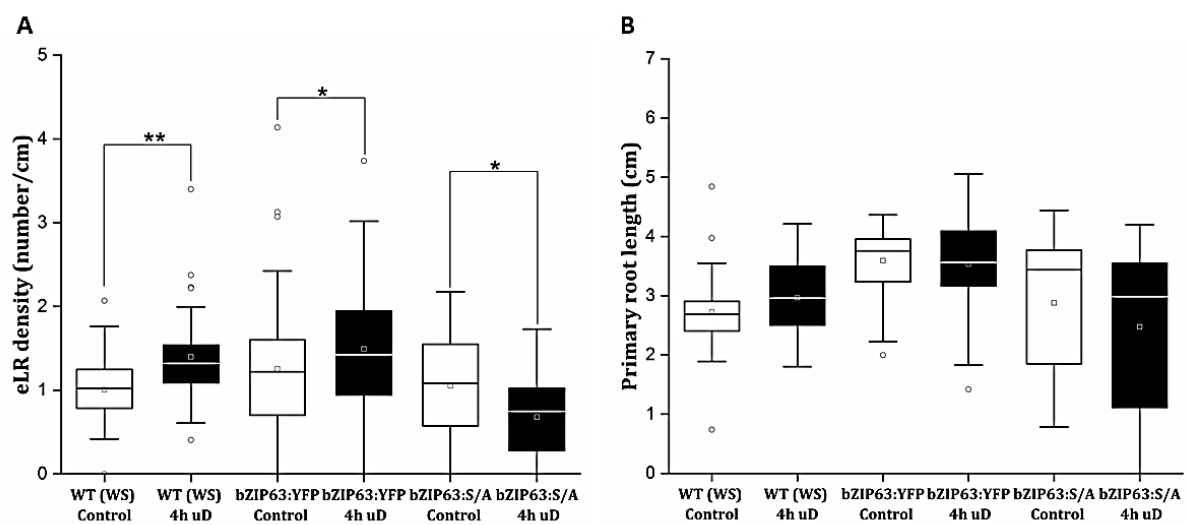 A
B
eLR density (number/cm)
5
4
3
2
1
0
**
*
*
WT (WS) WT (WS) bZIP63:YFP bZIP63:YFP bZIP63:S/A bZIP63:S/A
Control 4h uD Control 4h uD Control 4h uD
Primary root length (cm)
7
6
5
4
3
2
1
0
WT (WS) WT (WS) bZIP63:YFP bZIP63:YFP bZIP63:S/A bZIP63:S/A
Control 4h uD Control 4h uD Control 4h uD